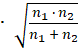 · √((n₁ · n₂)/(n₁ + n₂))